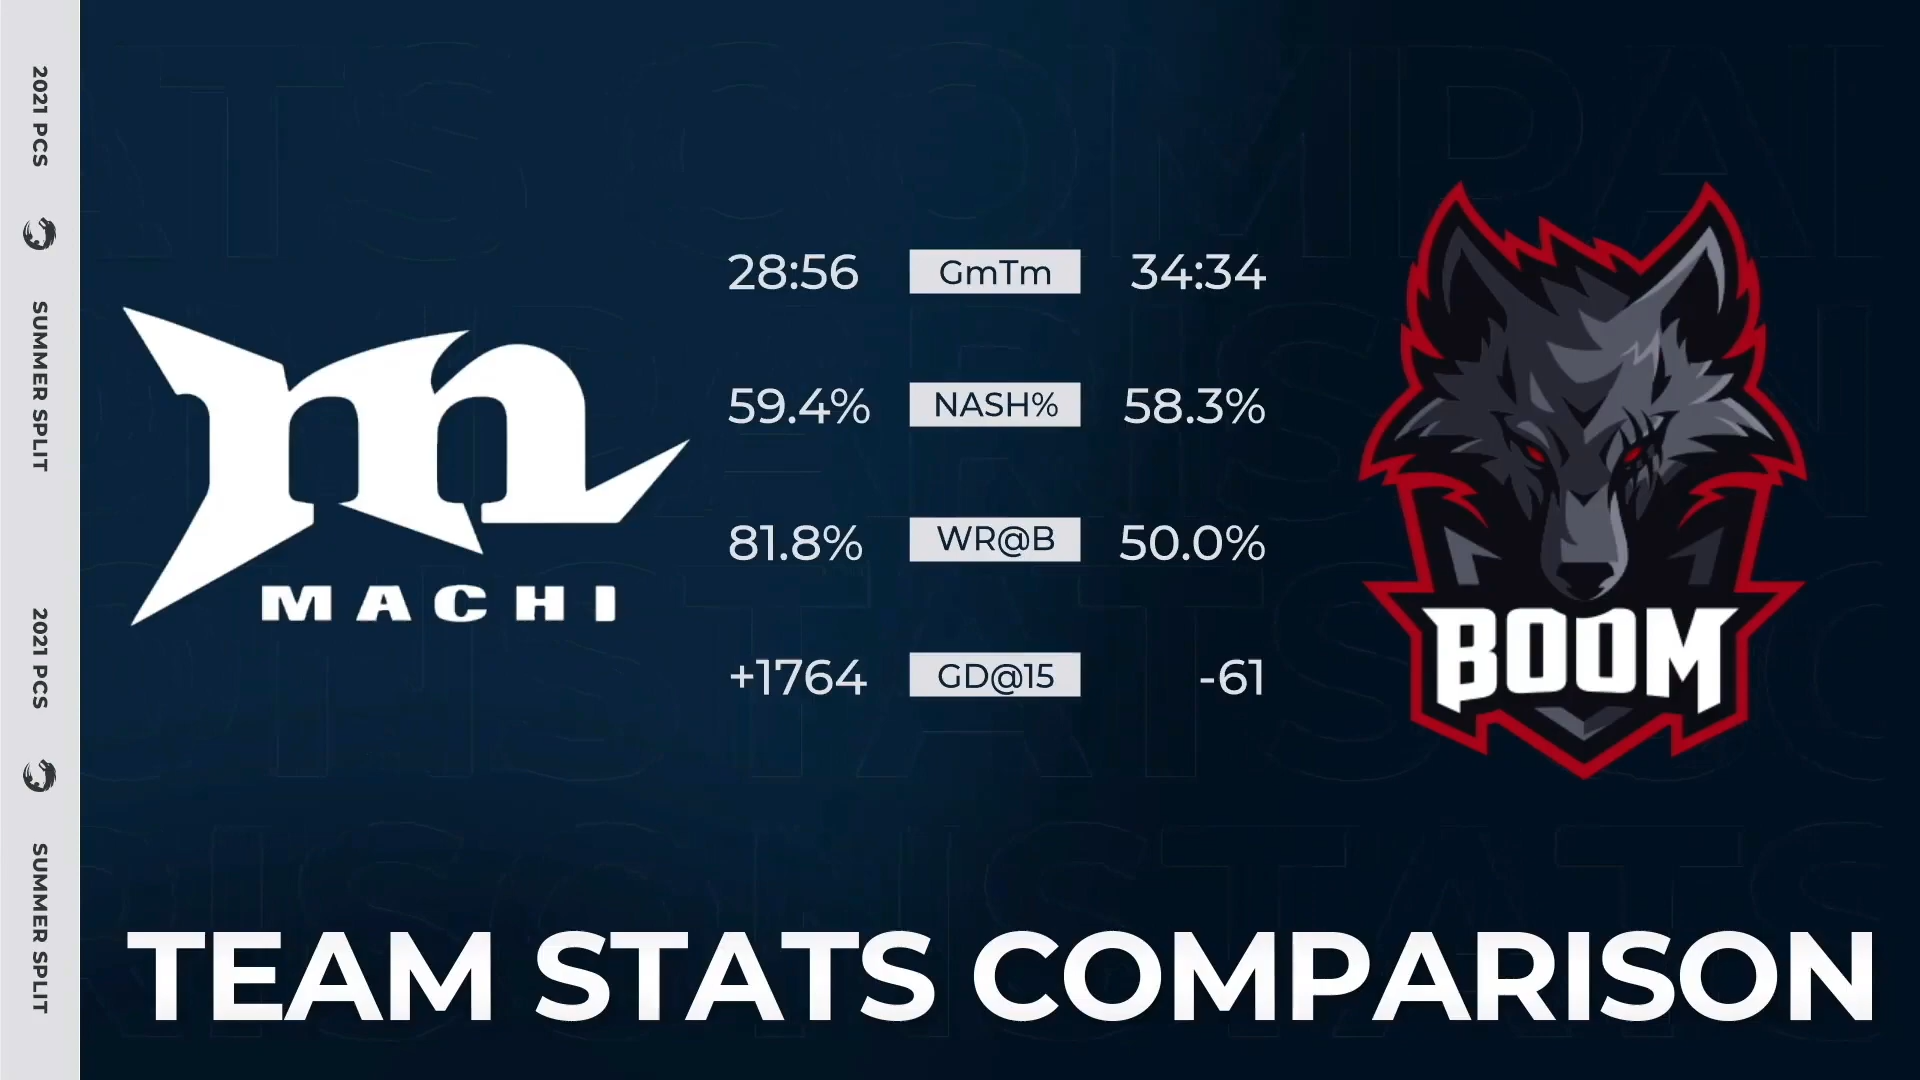 2021 PCS
SUMMER SPLIT
2021 PCS
SUMMER SPLIT
m
MACHI
28:56 GmTm 34:34
59.4% NASH% 58.3%
81.8% WR@B 50.0%
+1764 GD@15 -61
BOOM
TEAM STATS COMPARISON